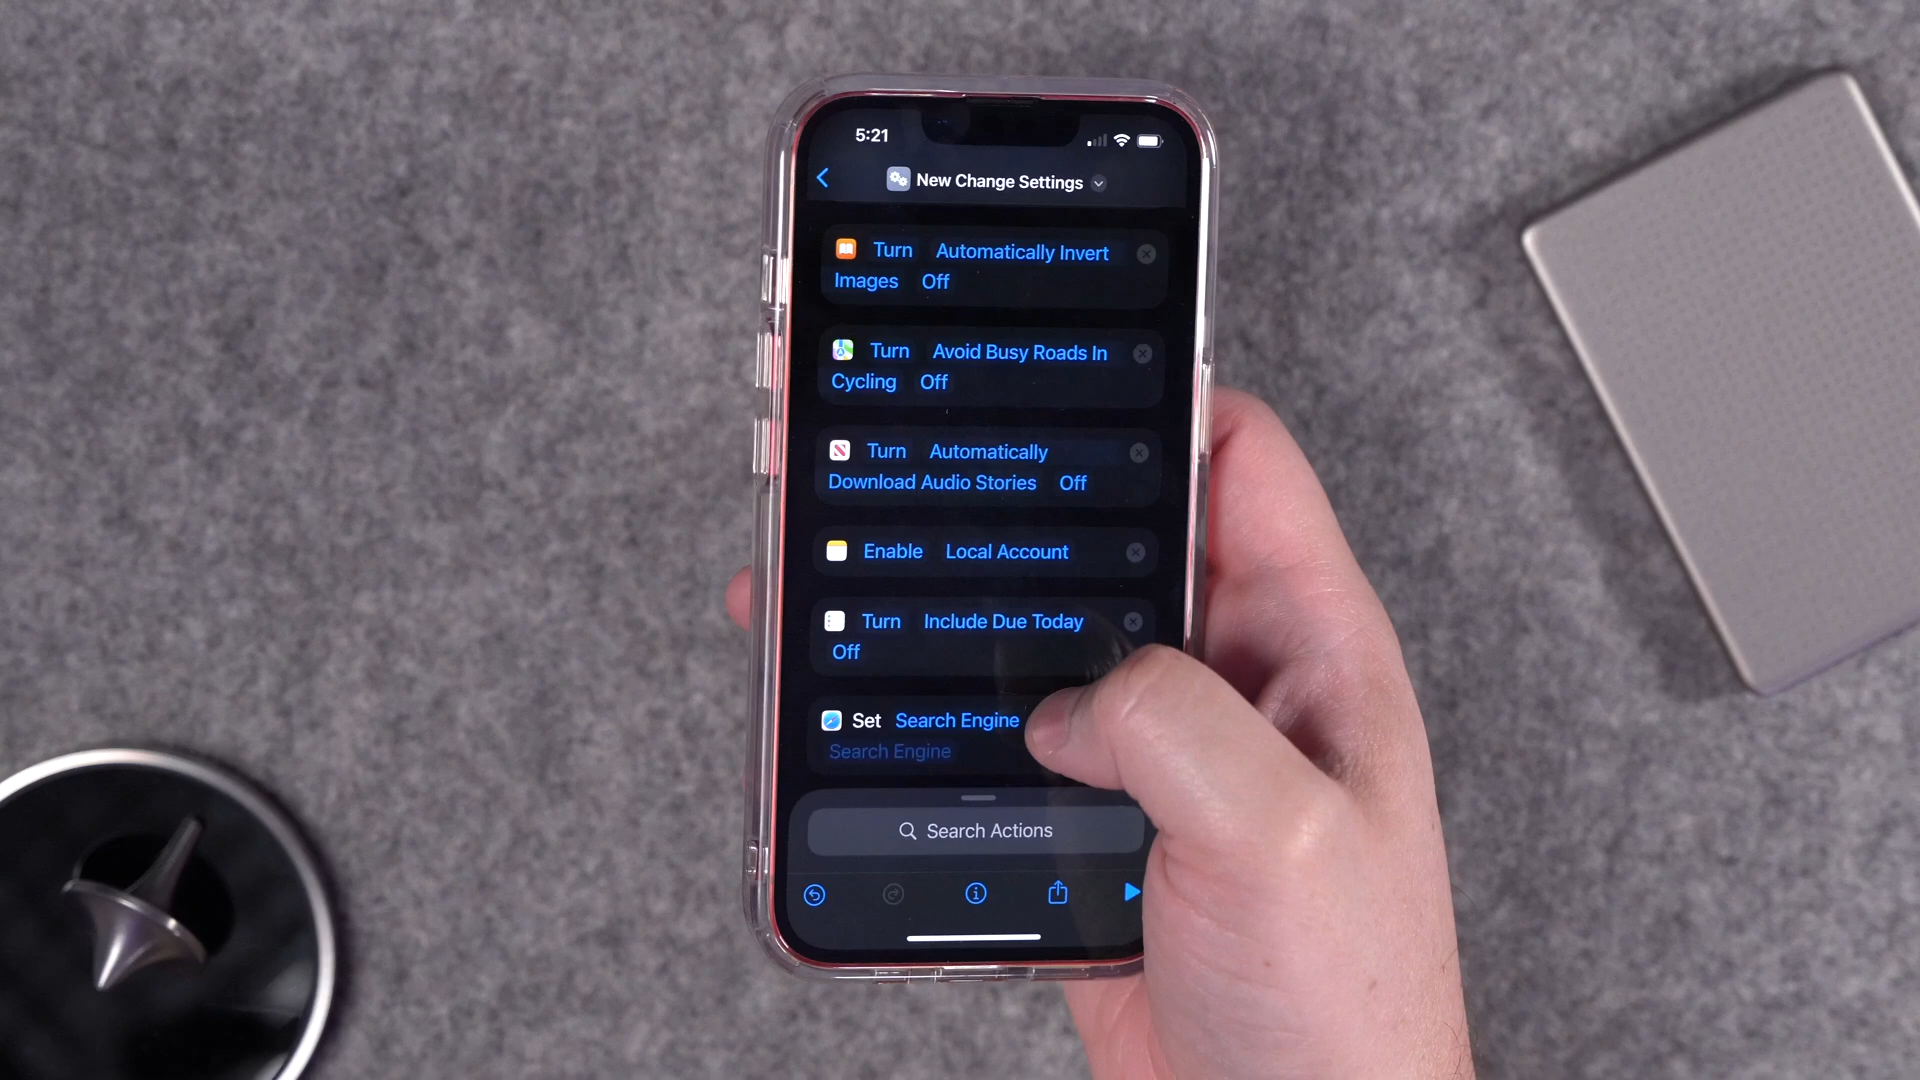 5:21
New Change Settings
Turn Automatically Invert
Images Off
Turn Avoid Busy Roads In
Cycling Off
Turn Automatically
Download Audio Stories Off
Enable Local Account
Turn Include Due Today
Off
Set Search Engine
Search Engine
Search Actions